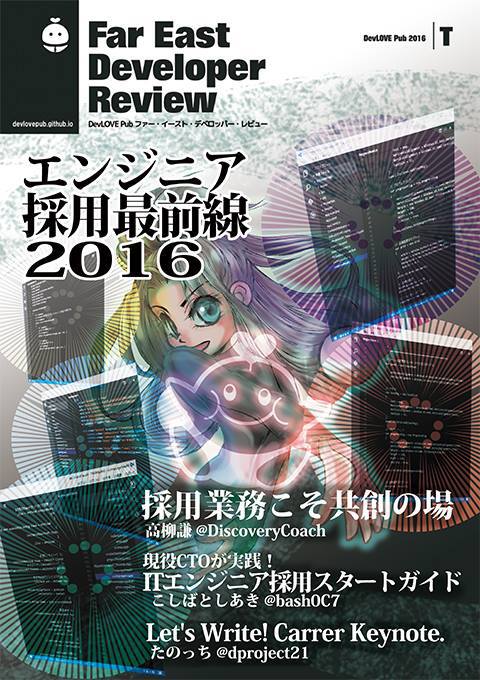 Far East
Developer
Review
DevLOVE Pub 2016
T
devlovepub.github.io
DevLOVE Pub ファー・イースト・デベロッパー・レビュー
エンジニア
採用最前線
2016
採用業務こそ共創の場
高柳謙 @DiscoveryCoach
現役CTOが実践！
ITエンジニア採用スタートガイド
こしばとしあき @bash0C7
Let's Write! Carrer Keynote.
たのっち @dproject21